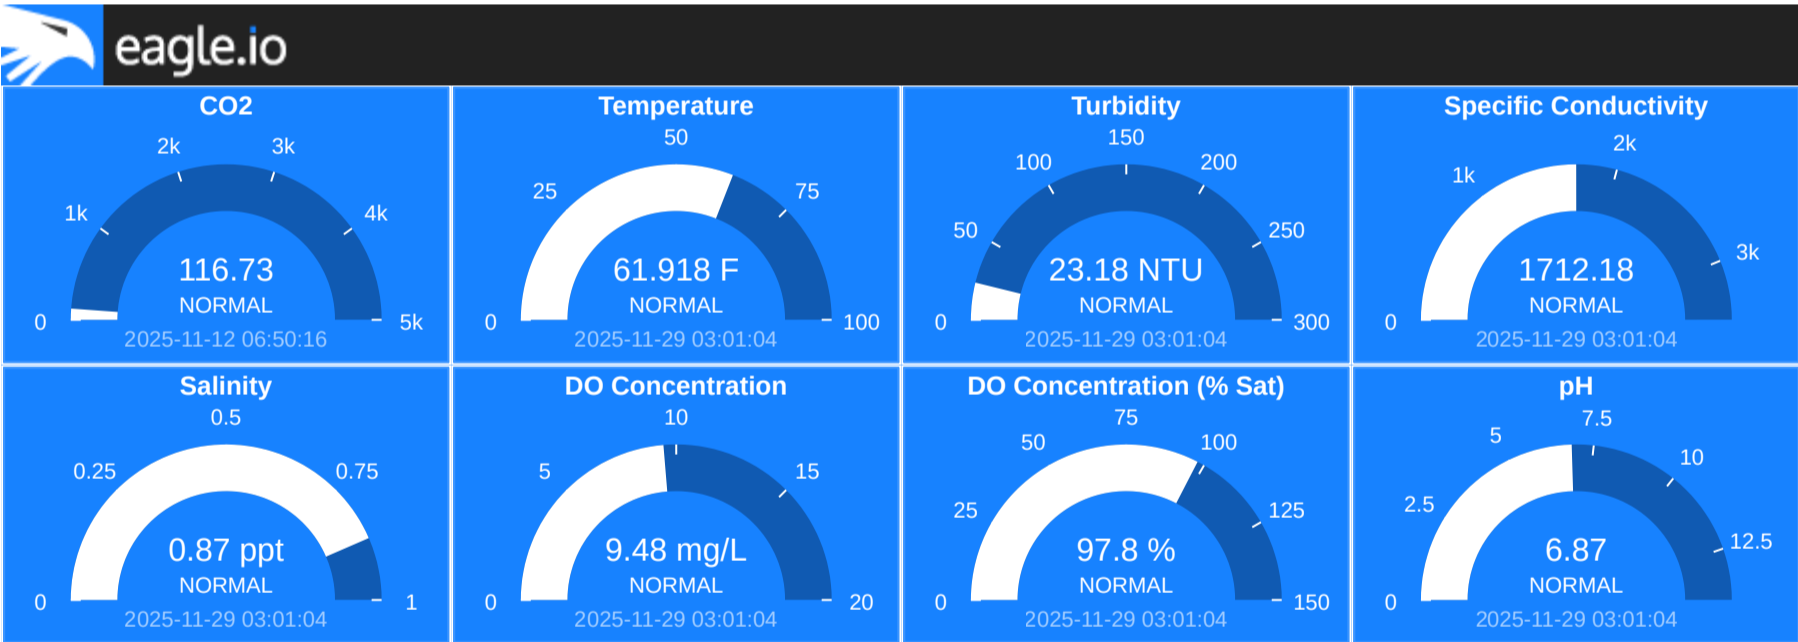 eagle.io
CO2
2k
3k
1k
4k
0
5k
116.73
NORMAL
2025-11-12 06:50:16
Temperature
50
25
75
0
100
61.918 F
NORMAL
2025-11-29 03:01:04
Turbidity
150
100
200
50
250
0
300
23.18 NTU
NORMAL
2025-11-29 03:01:04
Specific Conductivity
2k
1k
3k
0
1712.18
NORMAL
2025-11-29 03:01:04
Salinity
0.5
0.25
0.75
0
1
0.87 ppt
NORMAL
2025-11-29 03:01:04
DO Concentration
10
5
15
0
20
9.48 mg/L
NORMAL
2025-11-29 03:01:04
DO Concentration (% Sat)
75
50
100
25
125
0
150
97.8 %
NORMAL
2025-11-29 03:01:04
pH
7.5
5
10
2.5
12.5
0
6.87
NORMAL
2025-11-29 03:01:04